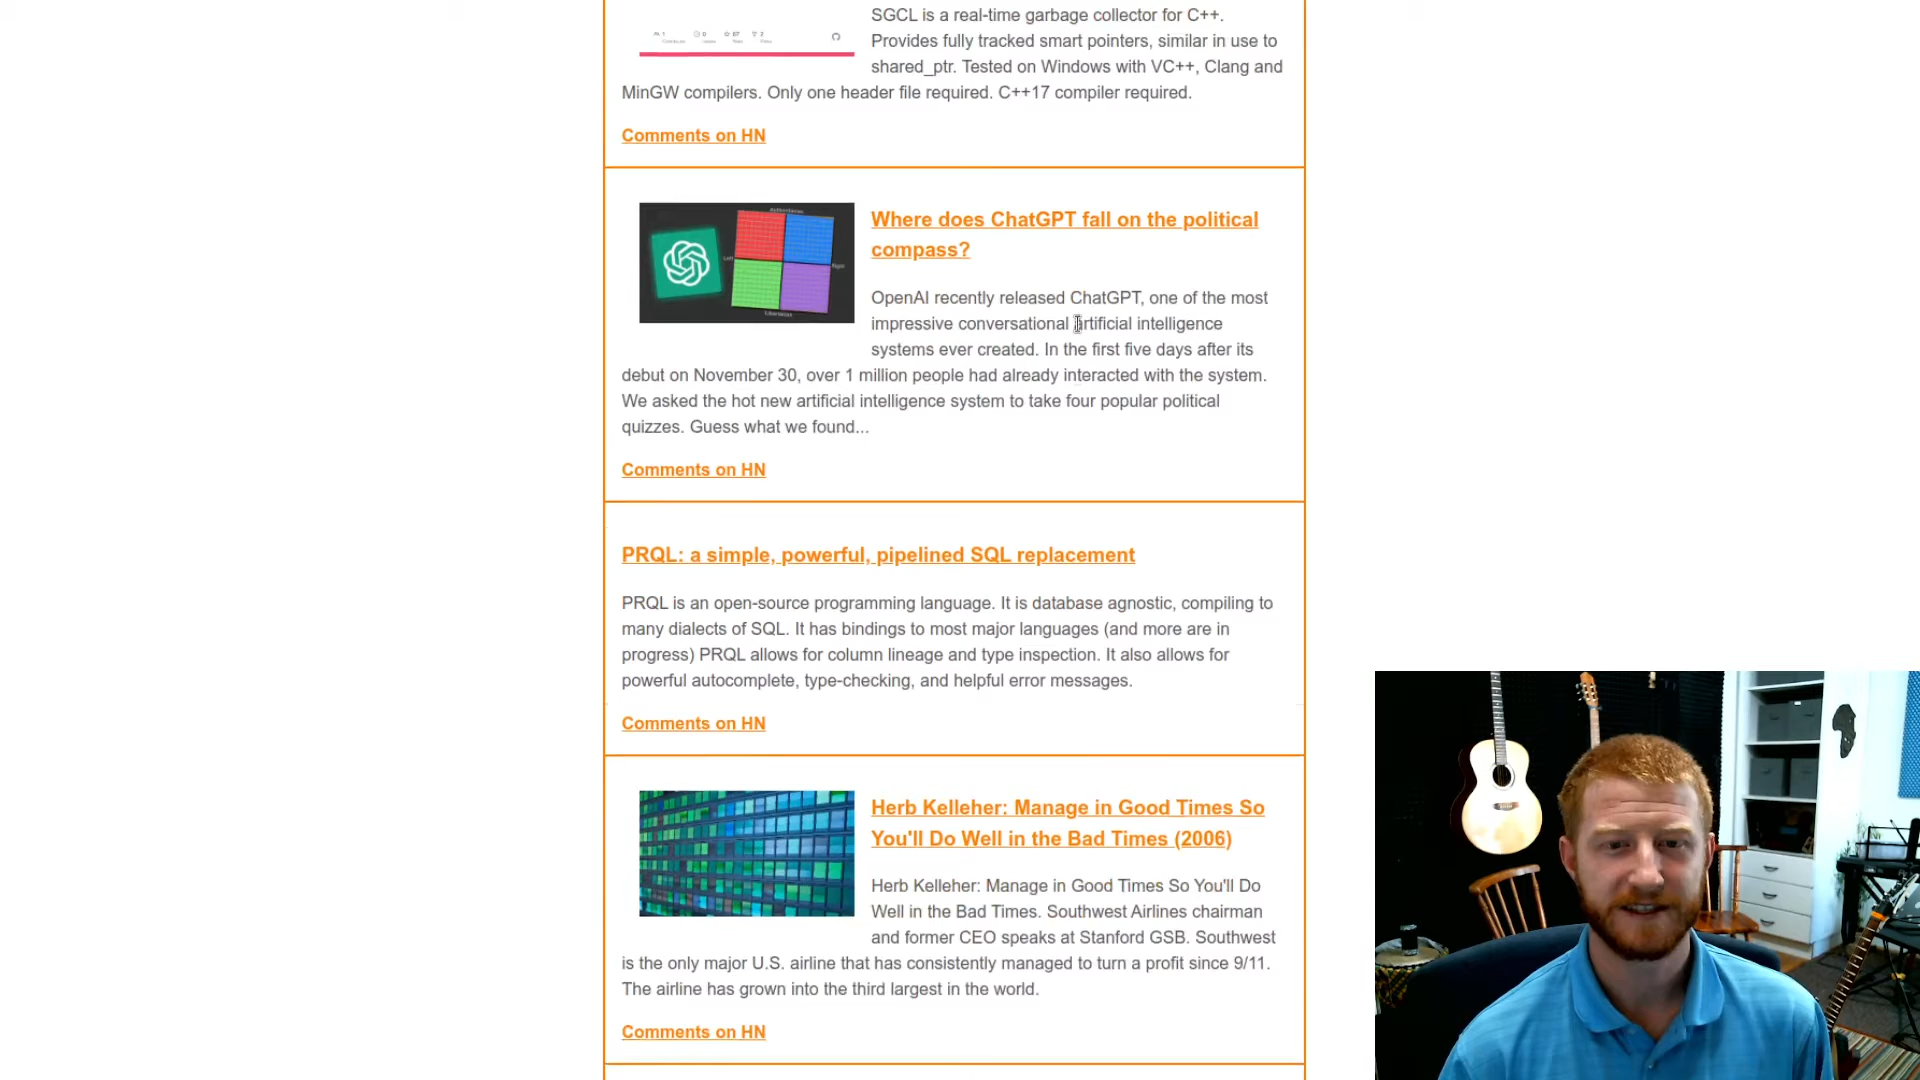 SGCL is a real-time garbage collector for C++.
Provides fully tracked smart pointers, similar in use to
shared_ptr. Tested on Windows with VC++, Clang and
MinGW compilers. Only one header file required. C++17 compiler required.
Comments on HN
Where does ChatGPT fall on the political
compass?
OpenAI recently released ChatGPT, one of the most
impressive conversational artificial intelligence
systems ever created. In the first five days after its
debut on November 30, over 1 million people had already interacted with the system.
We asked the hot new artificial intelligence system to take four popular political
quizzes. Guess what we found...
Comments on HN
PRQL: a simple, powerful, pipelined SQL replacement
PRQL is an open-source programming language. It is database agnostic, compiling to
many dialects of SQL. It has bindings to most major languages (and more are in
progress) PRQL allows for column lineage and type inspection. It also allows for
powerful autocomplete, type-checking, and helpful error messages.
Comments on HN
Herb Kelleher: Manage in Good Times So
You'll Do Well in the Bad Times (2006)
Herb Kelleher: Manage in Good Times So You'll Do
Well in the Bad Times. Southwest Airlines chairman
and former CEO speaks at Stanford GSB. Southwest
is the only major U.S. airline that has consistently managed to turn a profit since 9/11.
The airline has grown into the third largest in the world.
Comments on HN